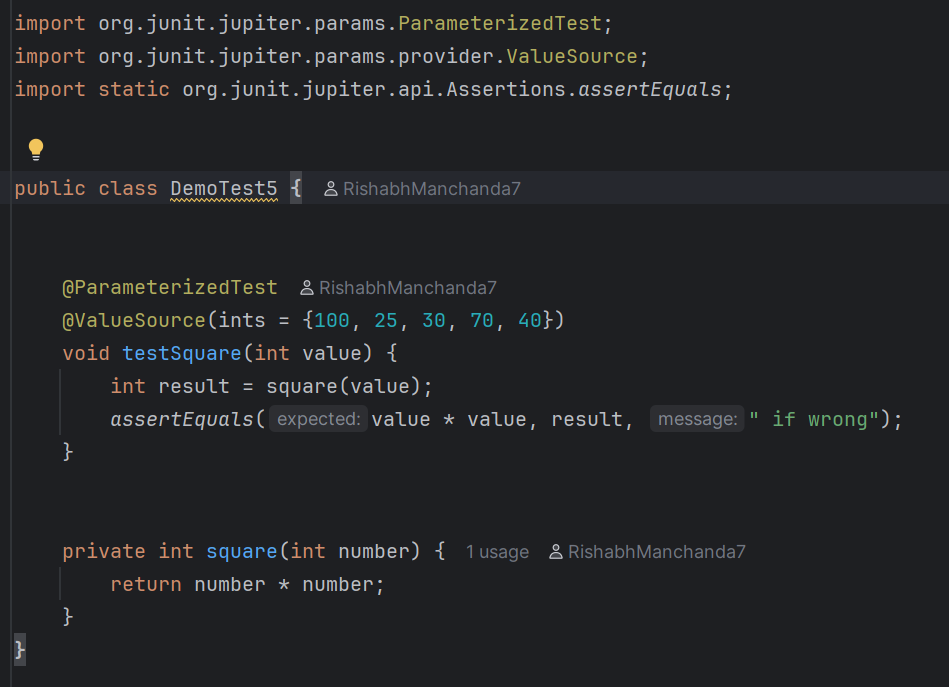 import org.junit.jupiter.params.ParameterizedTest;
import org.junit.jupiter.params.provider.ValueSource;
import static org.junit.jupiter.api.Assertions.assertEquals;
public class DemoTest5 { RishabhManchanda7
@ParameterizedTest RishabhManchanda7
@ValueSource(ints = {100, 25, 30, 70, 40})
void testSquare(int value) {
int result = square(value);
assertEquals( expected: value * value, result, message: " if wrong");
}
private int square(int number) { 1 usage RishabhManchanda7
return number * number;
}
}